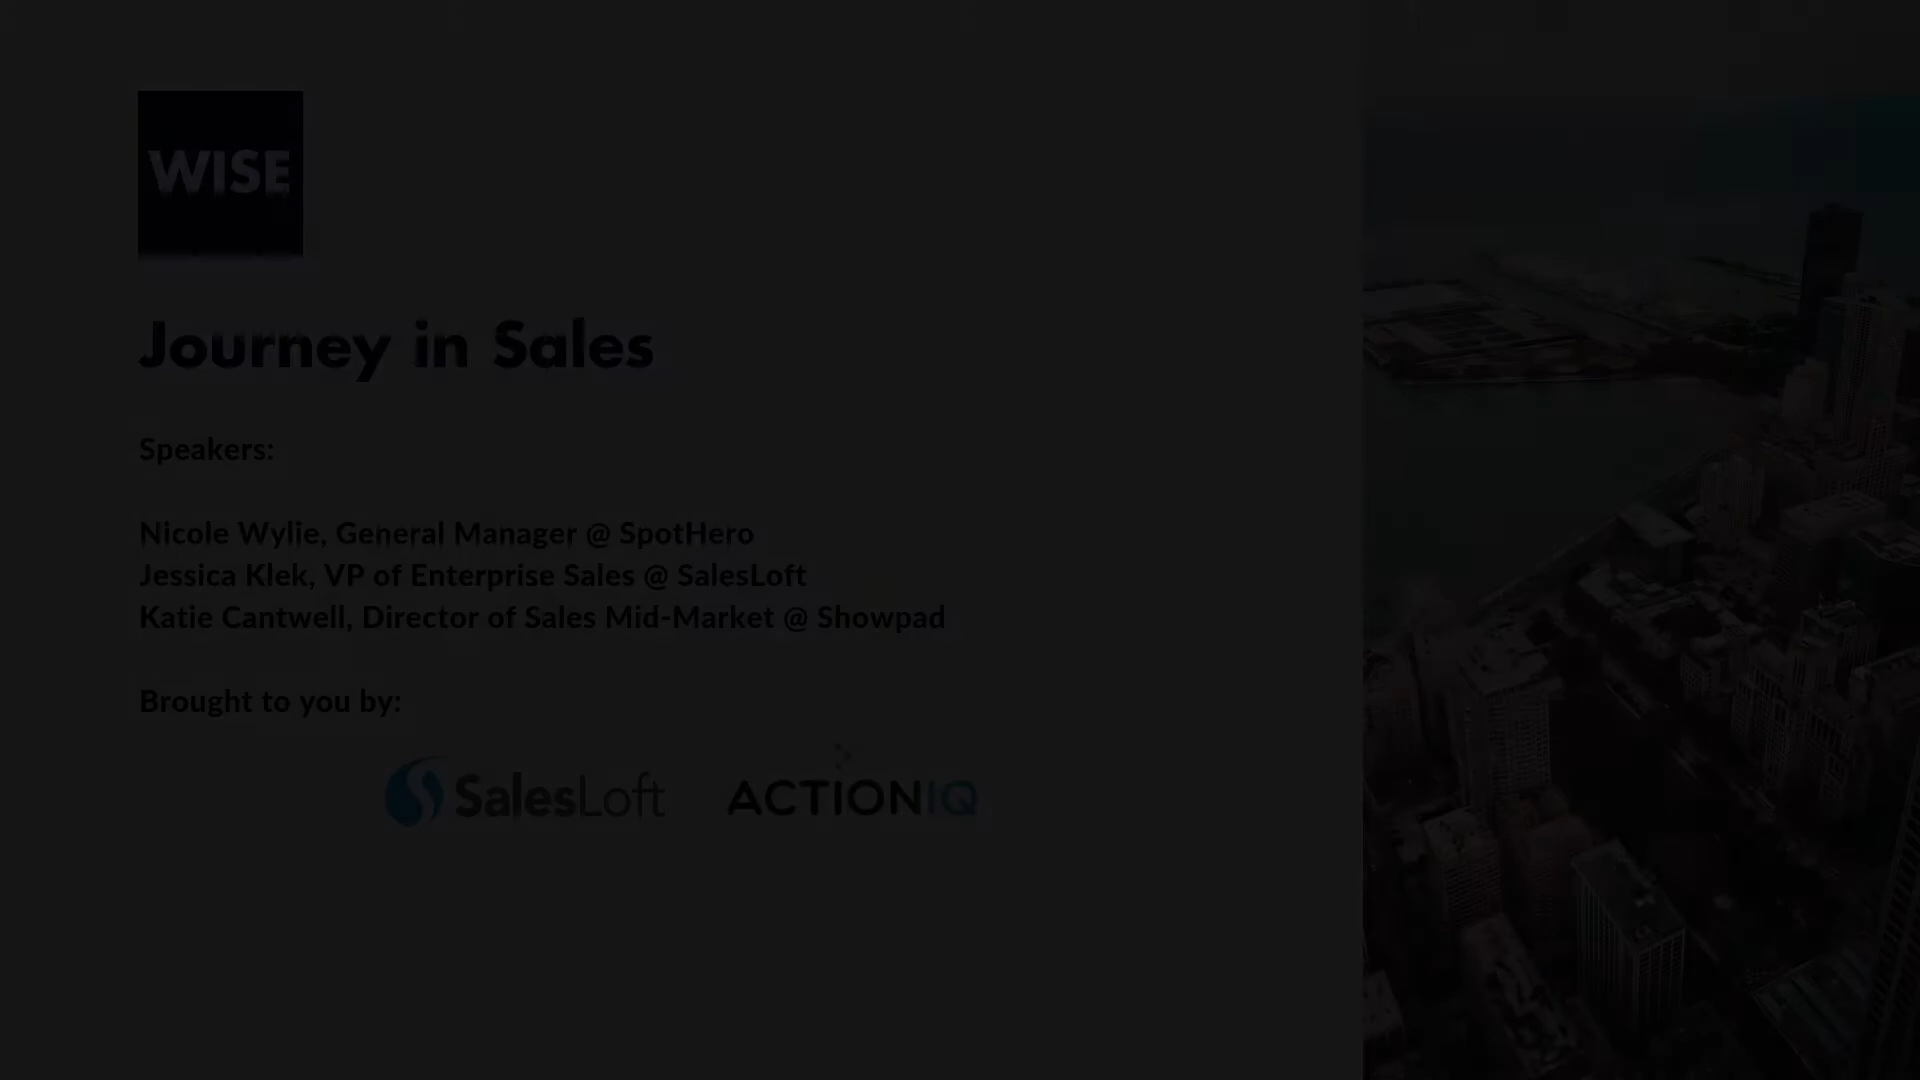 WISE
Journey in Sales
Speakers:
Nicole Wylie, General Manager @ SpotHero
Jessica Klek, VP of Enterprise Sales @ SalesLoft
Katie Cantwell, Director of Sales Mid-Market @ Showpad
Brought to you by:
SalesLoft ACTIONIQ